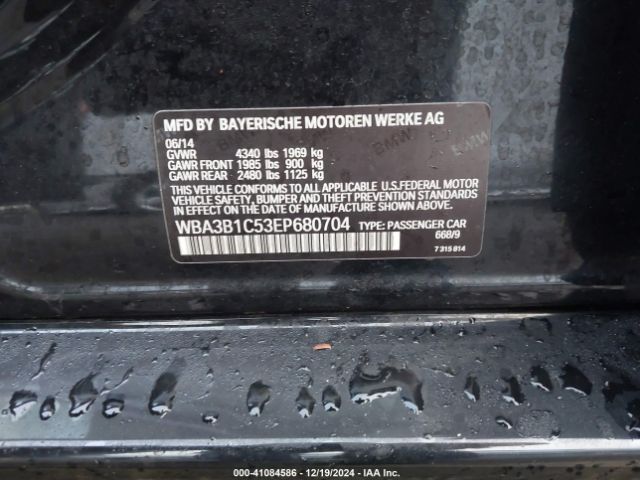 MFD BY BAYERISCHE MOTOREN WERKE AG
06/14
GVWR 4340 lbs 1969 kg
GAWR FRONT 1985 lbs 900 kg
GAWR REAR 2480 lbs 1125 kg
THIS VEHICLE CONFORMS TO ALL APPLICABLE U.S.FEDERAL MOTOR
VEHICLE SAFETY, BUMPER, AND THEFT PREVENTION STANDARDS
IN EFFECT ON THE DATE OF MANUFACTURE SHOWN ABOVE.
WBA3B1C53EP680704 TYPE: PASSENGER CAR
668/9
7 315 814
000-41084586 - 12/19/2024 - IAA Inc.